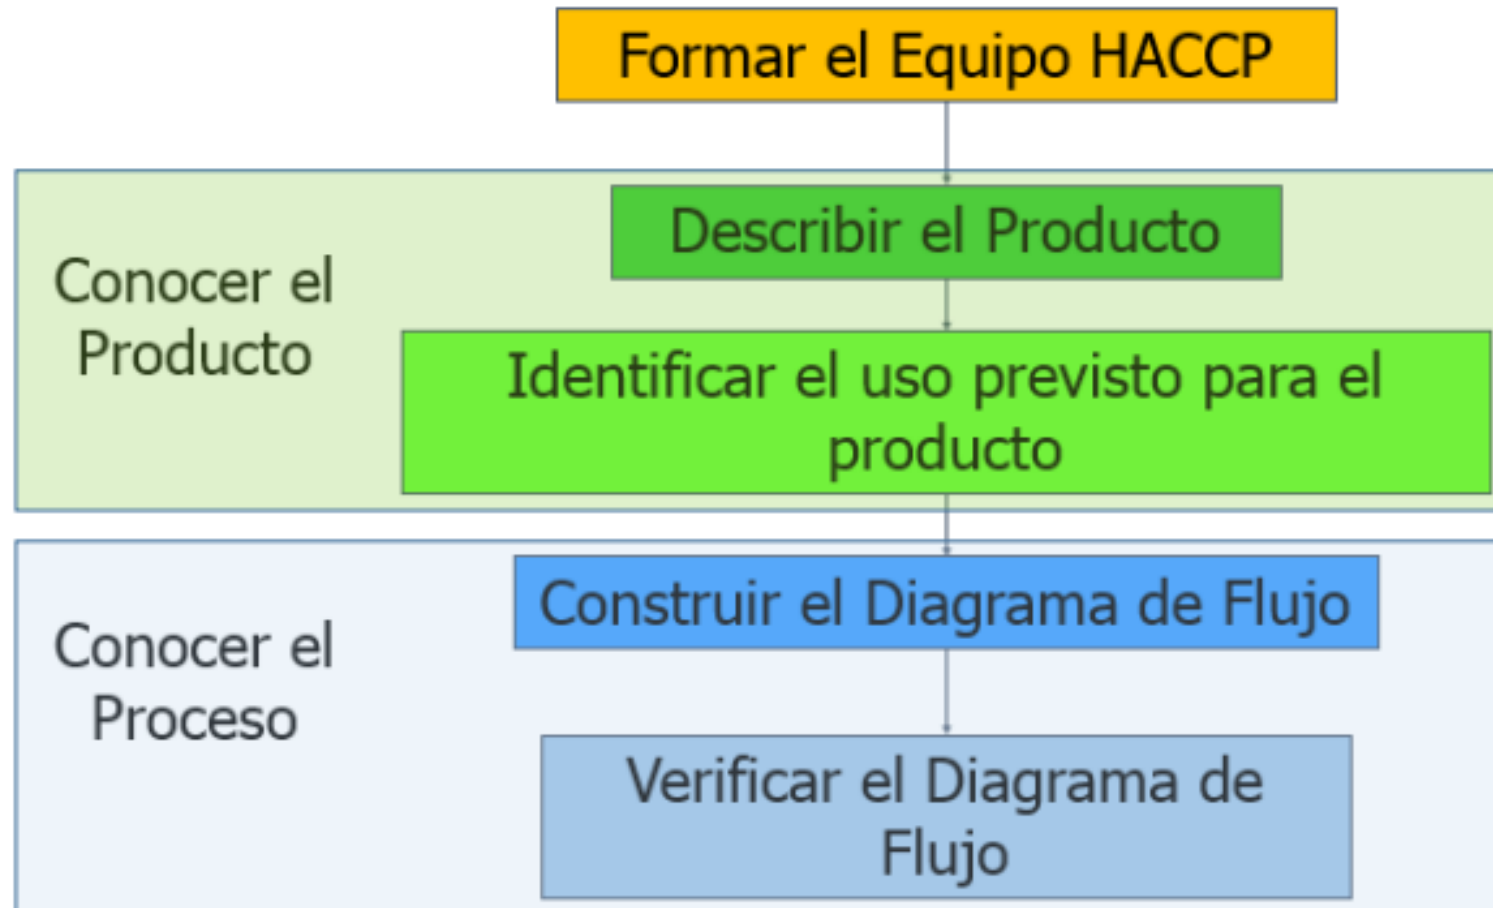 Formar el Equipo HACCP
Conocer el
Producto
Describir el Producto
Identificar el uso previsto para el
producto
Conocer el
Proceso
Construir el Diagrama de Flujo
Verificar el Diagrama de
Flujo